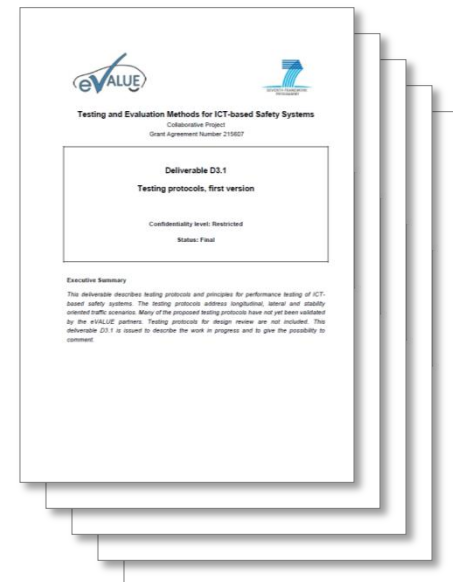 eVALUE
SEVENTH FRAMEWORK
PROGRAMME
Testing and Evaluation Methods for ICT-based Safety Systems
Collaborative Project
Grant Agreement Number 215607
Deliverable D3.1
Testing protocols, first version
Confidentiality level: Restricted
Status: Final
Executive Summary
This deliverable describes testing protocols and principles for performance testing of ICT-
based safety systems. The testing protocols address longitudinal, lateral and stability
oriented traffic scenarios. Many of the proposed testing protocols have not yet been validated
by the eVALUE partners. Testing protocols for design review are not included. This
deliverable D3.1 is issued to describe the work in progress and to give the possibility to
comment.